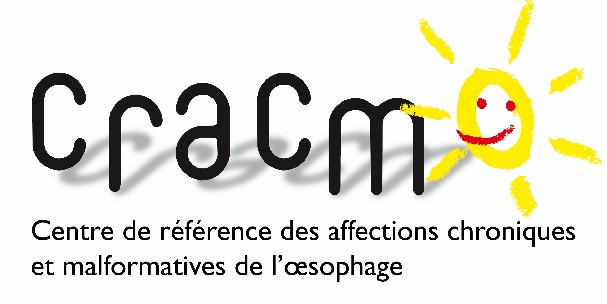 cracmo
Centre de référence des affections chroniques
et malformatives de l'œsophage